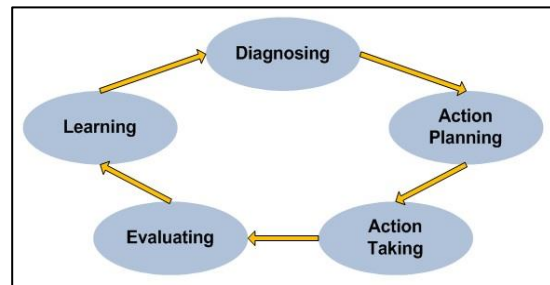 Diagnosing
Action
Planning
Action
Taking
Evaluating
Learning